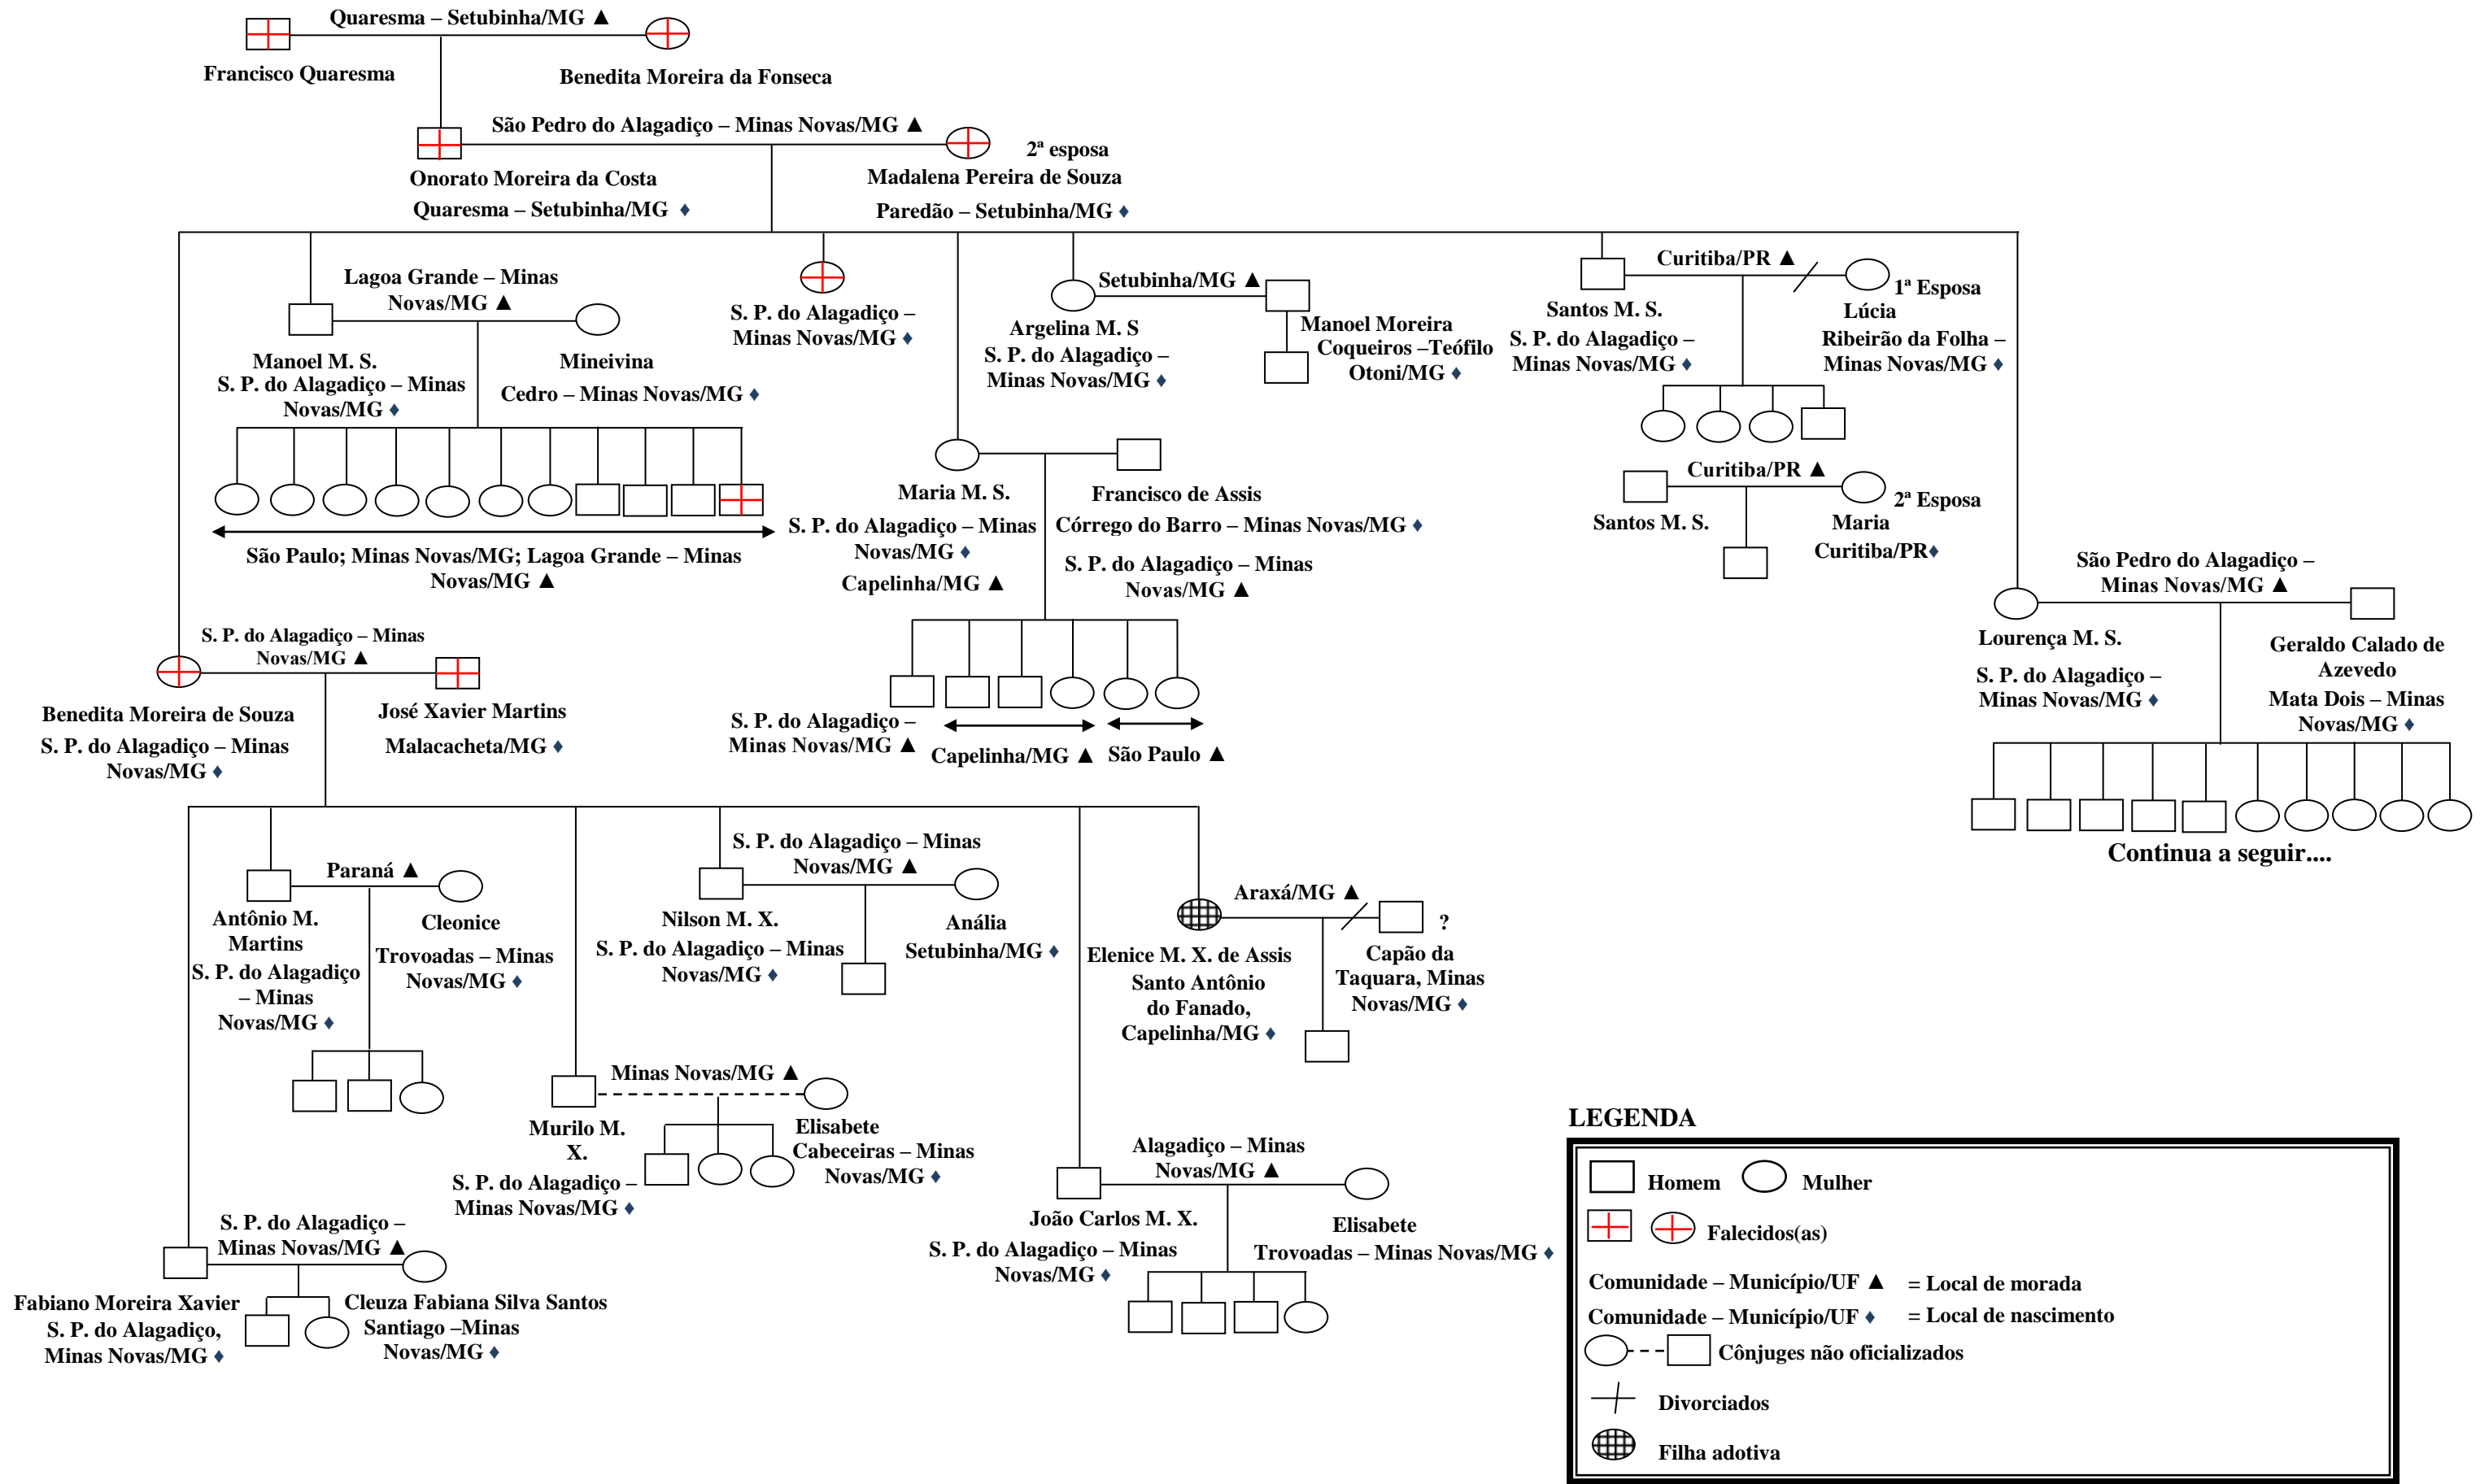 Quaresma – Setubinha/MG ▲
Francisco Quaresma
Benedita Moreira da Fonseca
São Pedro do Alagadiço – Minas Novas/MG ▲
2ª esposa
Onorato Moreira da Costa
Quaresma – Setubinha/MG ♦
Madalena Pereira de Souza
Paredão – Setubinha/MG ♦
Lagoa Grande – Minas
Novas/MG ▲
Manoel M. S.
S. P. do Alagadiço – Minas
Novas/MG ♦
Mineivina
Cedro – Minas Novas/MG ♦
São Paulo; Minas Novas/MG; Lagoa Grande – Minas
Novas/MG ▲
S. P. do Alagadiço –
Minas Novas/MG ♦
Setubinha/MG ▲
Argelina M. S
S. P. do Alagadiço –
Minas Novas/MG ♦
Manoel Moreira
Coqueiros –Teófilo
Otoni/MG ♦
Curitiba/PR ▲
1ª Esposa
Santos M. S.
S. P. do Alagadiço –
Minas Novas/MG ♦
Lúcia
Ribeirão da Folha –
Minas Novas/MG ♦
Curitiba/PR ▲
2ª Esposa
Santos M. S.
Maria
Curitiba/PR♦
Maria M. S.
S. P. do Alagadiço – Minas
Novas/MG ♦
Capelinha/MG ▲
Francisco de Assis
Córrego do Barro – Minas Novas/MG ♦
S. P. do Alagadiço – Minas
Novas/MG ▲
S. P. do Alagadiço –
Minas Novas/MG ▲
Capelinha/MG ▲
São Paulo ▲
São Pedro do Alagadiço –
Minas Novas/MG ▲
Lourença M. S.
S. P. do Alagadiço –
Minas Novas/MG ♦
Geraldo Calado de
Azevedo
Mata Dois – Minas
Novas/MG ♦
Continua a seguir....
S. P. do Alagadiço – Minas
Novas/MG ▲
Benedita Moreira de Souza
S. P. do Alagadiço – Minas
Novas/MG ♦
José Xavier Martins
Malacacheta/MG ♦
Paraná ▲
Antônio M.
Martins
S. P. do Alagadiço
– Minas
Novas/MG ♦
Cleonice
Trovoadas – Minas
Novas/MG ♦
S. P. do Alagadiço – Minas
Novas/MG ▲
Nilson M. X.
S. P. do Alagadiço – Minas
Novas/MG ♦
Anália
Setubinha/MG ♦
Araxá/MG ▲
?
Elenice M. X. de Assis
Santo Antônio
do Fanado,
Capelinha/MG ♦
Capão da
Taquara, Minas
Novas/MG ♦
Minas Novas/MG ▲
Murilo M.
X.
S. P. do Alagadiço –
Minas Novas/MG ♦
Elisabete
Cabeceiras – Minas
Novas/MG ♦
Alagadiço – Minas
Novas/MG ▲
João Carlos M. X.
S. P. do Alagadiço – Minas
Novas/MG ♦
Elisabete
Trovoadas – Minas Novas/MG ♦
S. P. do Alagadiço –
Minas Novas/MG ▲
Fabiano Moreira Xavier
S. P. do Alagadiço,
Minas Novas/MG ♦
Cleuza Fabiana Silva Santos
Santiago –Minas
Novas/MG ♦
LEGENDA
Homem Mulher
Falecidos(as)
Comunidade – Município/UF ▲ = Local de morada
Comunidade – Município/UF ♦ = Local de nascimento
Cônjuges não oficializados
Divorciados
Filha adotiva